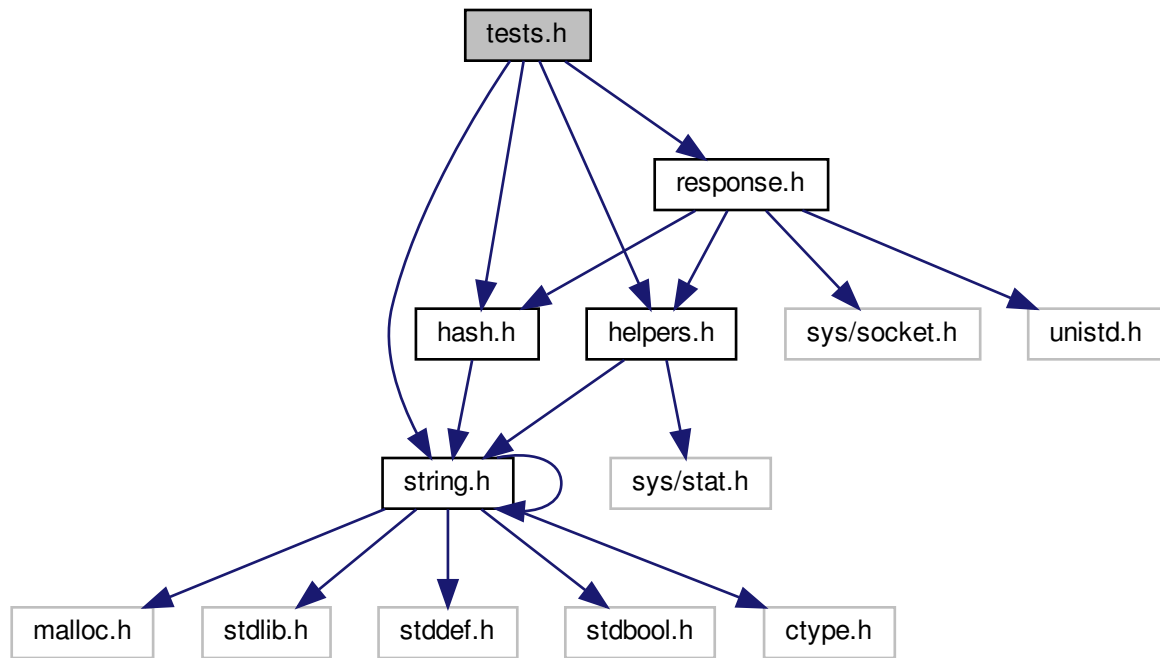 tests.h
response.h
hash.h
helpers.h
sys/socket.h
unistd.h
string.h
sys/stat.h
malloc.h
stdlib.h
stddef.h
stdbool.h
ctype.h